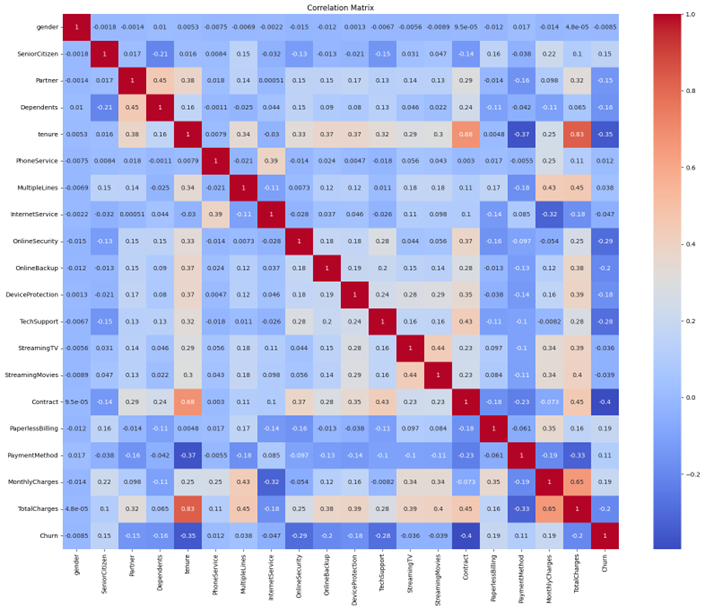 Correlation Matrix
gender 1 -0.0018 -0.0014 0.01 0.0053 -0.0075 -0.0069 -0.0022 -0.015 -0.012 0.0013 -0.0067 -0.0056 -0.0089 9.5e-05 -0.012 0.017 -0.014 4.8e-05 -0.0085
SeniorCitizen -0.0018 1 0.017 -0.21 0.016 0.0084 0.15 -0.032 -0.13 -0.013 -0.021 -0.15 0.031 0.047 -0.14 0.16 -0.038 0.22 0.1 0.15
Partner -0.0014 0.017 1 0.45 0.38 0.018 0.14 0.00051 0.15 0.15 0.17 0.13 0.14 0.13 0.29 -0.014 -0.16 0.098 0.32 -0.15
Dependents 0.01 -0.21 0.45 1 0.16 -0.0011 -0.025 0.044 0.15 0.09 0.08 0.13 0.046 0.022 0.24 -0.11 -0.042 -0.11 0.065 -0.16
tenure 0.0053 0.016 0.38 0.16 1 0.0079 0.34 -0.03 0.33 0.37 0.37 0.32 0.29 0.3 0.68 0.0048 -0.37 0.25 0.83 -0.35
PhoneService -0.0075 0.0084 0.018 -0.0011 0.0079 1 -0.021 0.39 -0.014 0.024 0.0047 -0.018 0.056 0.043 0.003 0.017 -0.0055 0.25 0.11 0.012
MultipleLines -0.0069 0.15 0.14 -0.025 0.34 -0.021 1 -0.11 0.0073 0.12 0.12 0.011 0.18 0.18 0.11 0.17 -0.18 0.43 0.45 0.038
InternetService -0.0022 -0.032 0.00051 0.044 -0.03 0.39 -0.11 1 -0.028 0.037 0.046 -0.026 0.11 0.098 0.1 -0.14 0.085 -0.32 -0.18 -0.047
OnlineSecurity -0.015 -0.13 0.15 0.15 0.33 -0.014 0.0073 -0.028 1 0.18 0.18 0.28 0.044 0.056 0.37 -0.16 -0.097 -0.054 0.25 -0.29
OnlineBackup -0.012 -0.013 0.15 0.09 0.37 0.024 0.12 0.037 0.18 1 0.19 0.2 0.15 0.14 0.28 -0.013 -0.13 0.12 0.38 -0.2
DeviceProtection 0.0013 -0.021 0.17 0.08 0.37 0.0047 0.12 0.046 0.18 0.19 1 0.24 0.28 0.29 0.35 -0.038 -0.14 0.16 0.39 -0.18
TechSupport -0.0067 -0.15 0.13 0.13 0.32 -0.018 0.011 -0.026 0.28 0.2 0.24 1 0.16 0.16 0.43 -0.11 -0.1 -0.0082 0.28 -0.28
StreamingTV -0.0056 0.031 0.14 0.046 0.29 0.056 0.18 0.11 0.044 0.15 0.28 0.16 1 0.44 0.23 0.097 -0.1 0.34 0.39 -0.036
StreamingMovies -0.0089 0.047 0.13 0.022 0.3 0.043 0.18 0.098 0.056 0.14 0.29 0.16 0.44 1 0.23 0.084 -0.11 0.34 0.4 -0.039
Contract 9.5e-05 -0.14 0.29 0.24 0.68 0.003 0.11 0.1 0.37 0.28 0.35 0.43 0.23 0.23 1 -0.18 -0.23 -0.073 0.45 -0.4
PaperlessBilling -0.012 0.16 -0.014 -0.11 0.0048 0.017 0.17 -0.14 -0.16 -0.013 -0.038 -0.11 0.097 0.084 -0.18 1 -0.061 0.35 0.16 0.19
PaymentMethod 0.017 -0.038 -0.16 -0.042 -0.37 -0.0055 -0.18 0.085 -0.097 -0.13 -0.14 -0.1 -0.1 -0.11 -0.23 -0.061 1 -0.19 -0.33 0.11
MonthlyCharges -0.014 0.22 0.098 -0.11 0.25 0.25 0.43 -0.32 -0.054 0.12 0.16 -0.0082 0.34 0.34 -0.073 0.35 -0.19 1 0.65 0.19
TotalCharges 4.8e-05 0.1 0.32 0.065 0.83 0.11 0.45 -0.18 0.25 0.38 0.39 0.28 0.39 0.4 0.45 0.16 -0.33 0.65 1 -0.2
Churn -0.0085 0.15 -0.15 -0.16 -0.35 0.012 0.038 -0.047 -0.29 -0.2 -0.18 -0.28 -0.036 -0.039 -0.4 0.19 0.11 0.19 -0.2 1
gender SeniorCitizen Partner Dependents tenure PhoneService MultipleLines InternetService OnlineSecurity OnlineBackup DeviceProtection TechSupport StreamingTV StreamingMovies Contract PaperlessBilling PaymentMethod MonthlyCharges TotalCharges Churn
1.0
0.8
0.6
0.4
0.2
0.0
−0.2